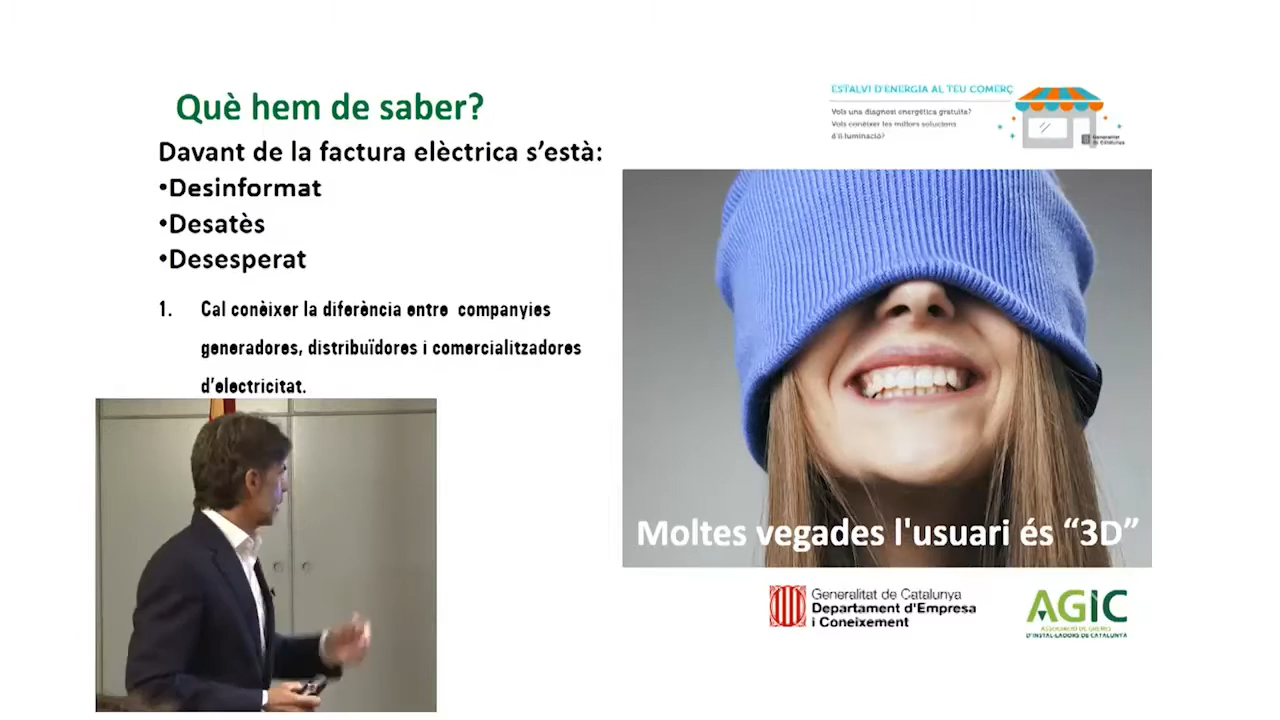 Què hem de saber?
Davant de la factura elèctrica s'està:
•Desinformat
•Desatès
•Desesperat
1. Cal conèixer la diferència entre companyies
generadores, distribuïdores i comercialitzadores
d'electricitat.
ESTALVI D'ENERGIA AL TEU COMERÇ
Vols una diagnosi energètica gratuïta?
Vols conèixer les millors solucions
d'il·luminació?
Generalitat
de Catalunya
Moltes vegades l'usuari és “3D”
Generalitat de Catalunya
Departament d'Empresa
i Coneixement
AGIC
ASSOCIACIÓ DE GREMIS
D'INSTAL·LADORS DE CATALUNYA